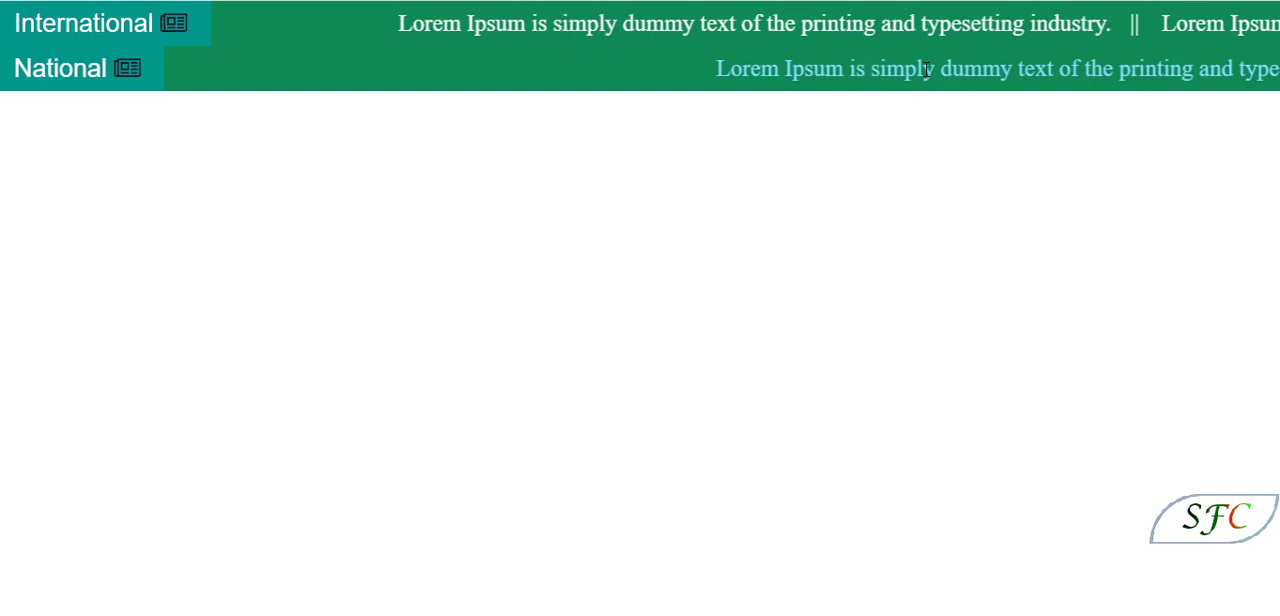 International Lorem Ipsum is simply dummy text of the printing and typesetting industry. || Lorem Ipsum
National Lorem Ipsum is simply dummy text of the printing and type
SFC